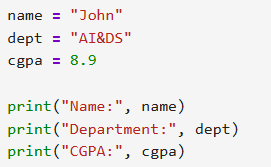 name = "John"
dept = "AI&DS"
cgpa = 8.9
print("Name:", name)
print("Department:", dept)
print("CGPA:", cgpa)